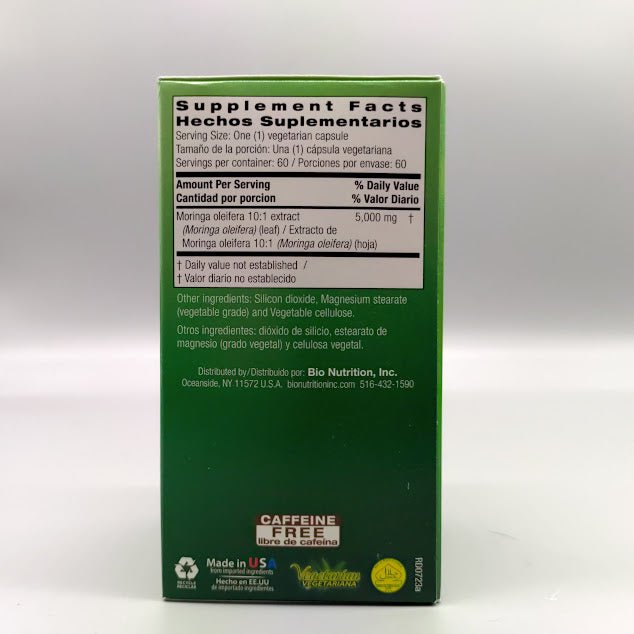 Supplement Facts
Hechos Suplementarios
Serving Size: One (1) vegetarian capsule
Tamaño de la porción: Una (1) cápsula vegetariana
Servings per container: 60 / Porciones por envase: 60
Amount Per Serving % Daily Value
Cantidad por porcion % Valor Diario
Moringa oleifera 10:1 extract 5,000 mg †
(Moringa oleifera) (leaf) / Extracto de
Moringa oleifera 10:1 (Moringa oleifera) (hoja)
† Daily value not established /
† Valor diario no establecido
Other ingredients: Silicon dioxide, Magnesium stearate
(vegetable grade) and Vegetable cellulose.
Otros ingredientes: dióxido de silicio, estearato de
magnesio (grado vegetal) y celulosa vegetal.
Distributed by/Distribuido por: Bio Nutrition, Inc.
Oceanside, NY 11572 U.S.A. bionutritioninc.com 516-432-1590
CAFFEINE
FREE
libre de cafeína
RECYCLE
RECICLAR
Made in USA
from imported ingredients
Hecho en EE.UU
de importado ingredientes
Vegetarian
VEGETARIANA
RD0723a